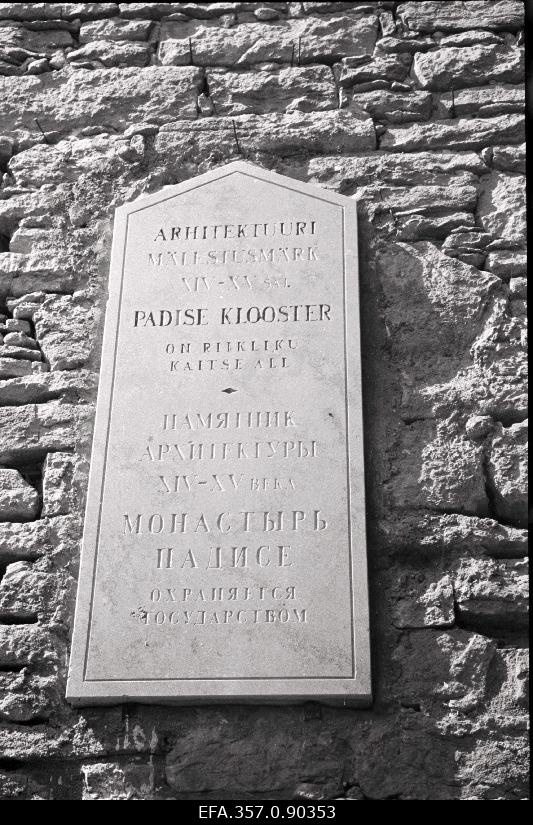 ARHITEKTUURI
MÄLESTUSMÄRK
XIV-XV SAJ.
PADISE KLOOSTER
ON RIIKLIKU
KAITSE ALL
ПАМЯТНИК
АРХИТЕКТУРЫ
XIV-XV ВЕКА
МОНАСТЫРЬ
ПАДИСЕ
ОХРАНЯЕТСЯ
ГОСУДАРСТВОМ
EFA.357.0.90353